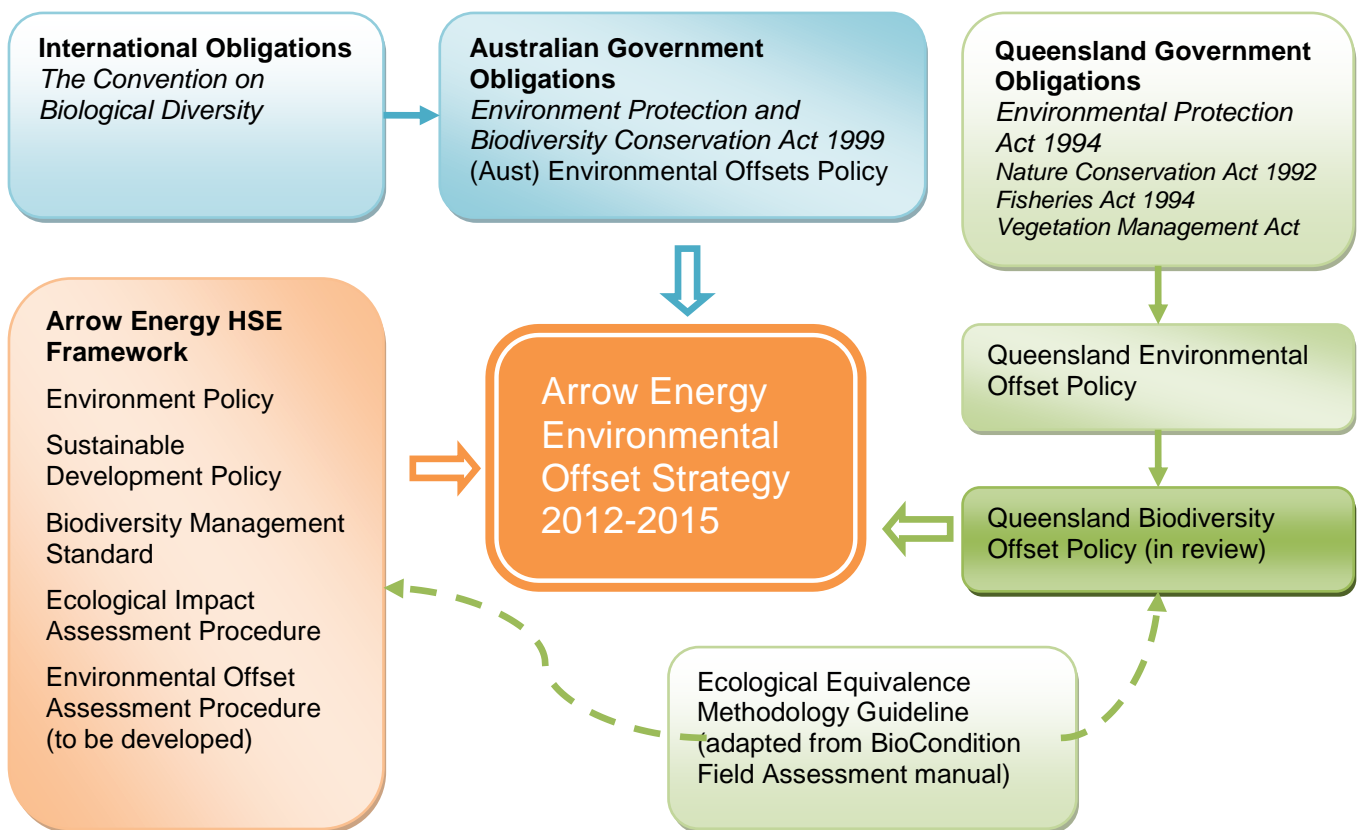 International Obligations
The Convention on
Biological Diversity
Australian Government
Obligations
Environment Protection and
Biodiversity Conservation Act 1999
(Aust) Environmental Offsets Policy
Queensland Government
Obligations
Environmental Protection
Act 1994
Nature Conservation Act 1992
Fisheries Act 1994
Vegetation Management Act
Arrow Energy HSE
Framework
Environment Policy
Sustainable
Development Policy
Biodiversity Management
Standard
Ecological Impact
Assessment Procedure
Environmental Offset
Assessment Procedure
(to be developed)
Arrow Energy
Environmental
Offset Strategy
2012-2015
Queensland Environmental
Offset Policy
Queensland Biodiversity
Offset Policy (in review)
Ecological Equivalence
Methodology Guideline
(adapted from BioCondition
Field Assessment manual)